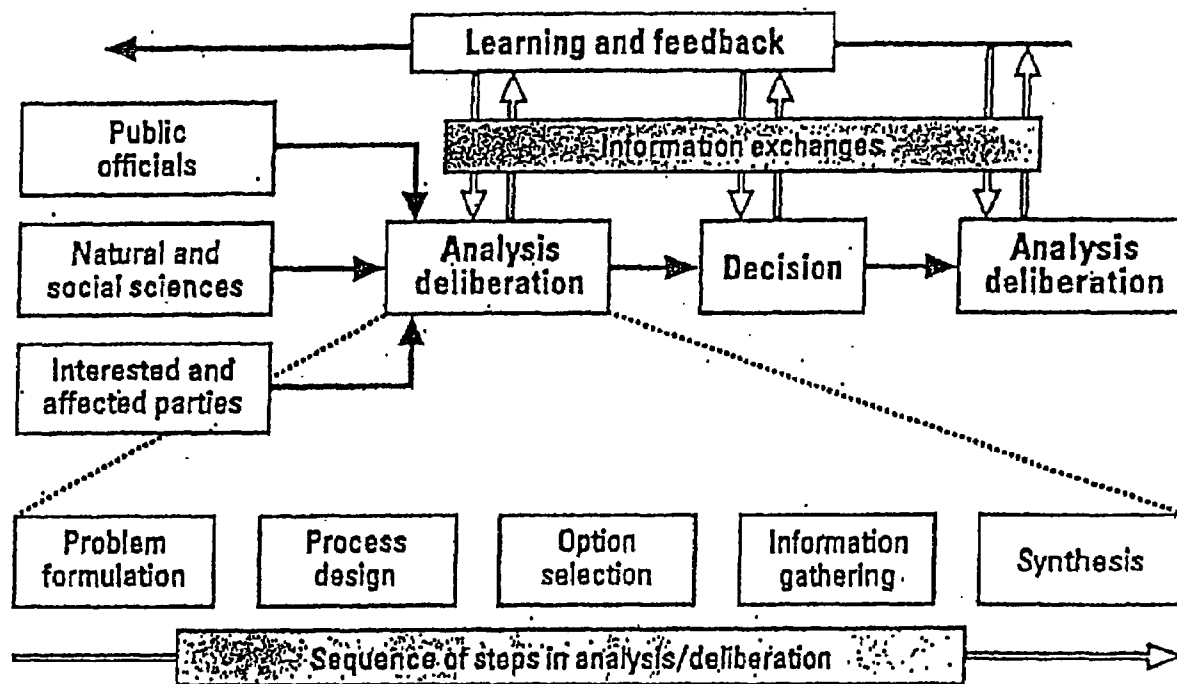 Learning and feedback
Public
officials
Information exchanges
Natural and
social sciences
Analysis
deliberation
Decision
Analysis
deliberation
Interested and
affected parties
Problem
formulation
Process
design
Option
selection
Information
gathering
Synthesis
Sequence of steps in analysis/deliberation